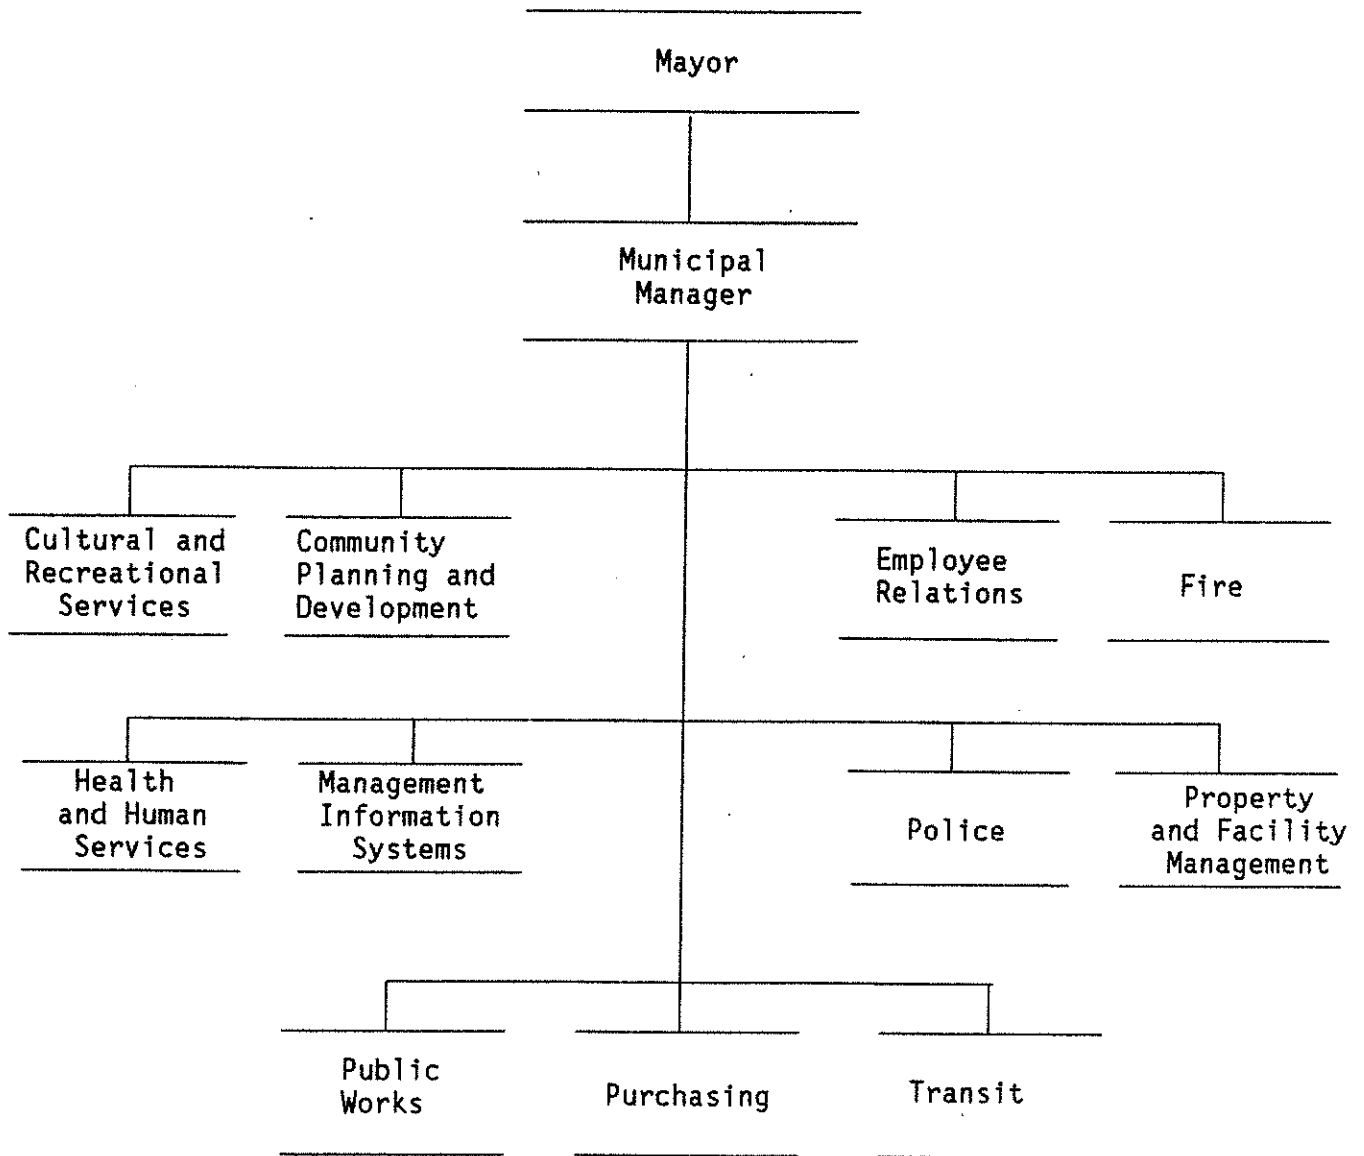 Mayor
Municipal
Manager
Cultural and
Recreational
Services
Community
Planning and
Development
Employee
Relations
Fire
Health
and Human
Services
Management
Information
Systems
Police
Property
and Facility
Management
Public
Works
Purchasing
Transit